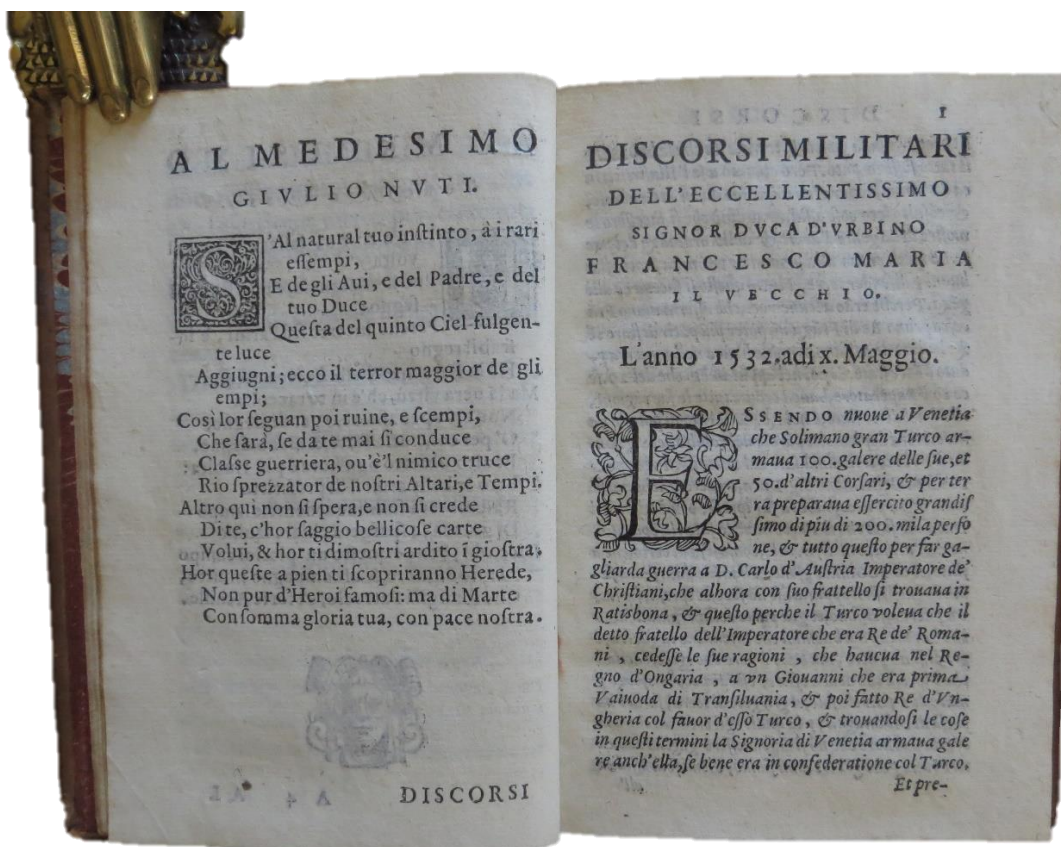 AL MEDESIMO
GIVLIO NVTI.
S'Al natural tuo inſtinto, à i rari
eſſempi,
E de gli Aui, e del Padre, e del
tuo Duce
Queſta del quinto Ciel fulgen-
te luce
Aggiugni; ecco il terror maggior de gli
empi;
Così lor ſeguan poi ruine, e ſcempi,
Che ſarà, ſe da te mai ſi conduce
Claſſe guerriera, ou'è'l nimico truce
Rio ſprezzator de noſtri Altari, e Tempi.
Altro qui non ſi ſpera, e non ſi crede
Di te, c'hor ſaggio bellicoſe carte
Volui, & hor ti dimoſtri ardito ĩ gioſtra.
Hor queſte a pien ti ſcopriranno Herede,
Non pur d'Heroi famoſi: ma di Marte
Con ſomma gloria tua, con pace noſtra.
DISCORSI
1
DISCORSI MILITARI
DELL'ECCELLENTISSIMO
SIGNOR DVCA D'VRBINO
FRANCESCO MARIA
IL VECCHIO.
L'anno 1532. adi x. Maggio.
ESSENDO nuoue a Venetia
che Solimano gran Turco ar-
maua 100. galere delle ſue, et
50. d'altri Corſari, & per ter
ra preparaua eſſercito grandiſ
ſimo di piu di 200. mila perſo
ne, & tutto queſto per far ga-
gliarda guerra a D. Carlo d'Auſtria Imperatore de'
Chriſtiani, che alhora con ſuo frattello ſi trouaua in
Ratisbona, & queſto perche il Turco voleua che il
detto fratello dell'Imperatore che era Re de' Roma-
ni, cedeſſe le ſue ragioni, che haueua nel Re-
gno d'Ongaria, a vn Giouanni che era prima
Vaiuoda di Tranſiluania, & poi fatto Re d'Vn-
gheria col fauor d'eſſo Turco, & trouandoſi le coſe
in queſti termini la Signoria di Venetia armaua gale
re anch'ella, ſe bene era in confederatione col Turco.
Et pre-